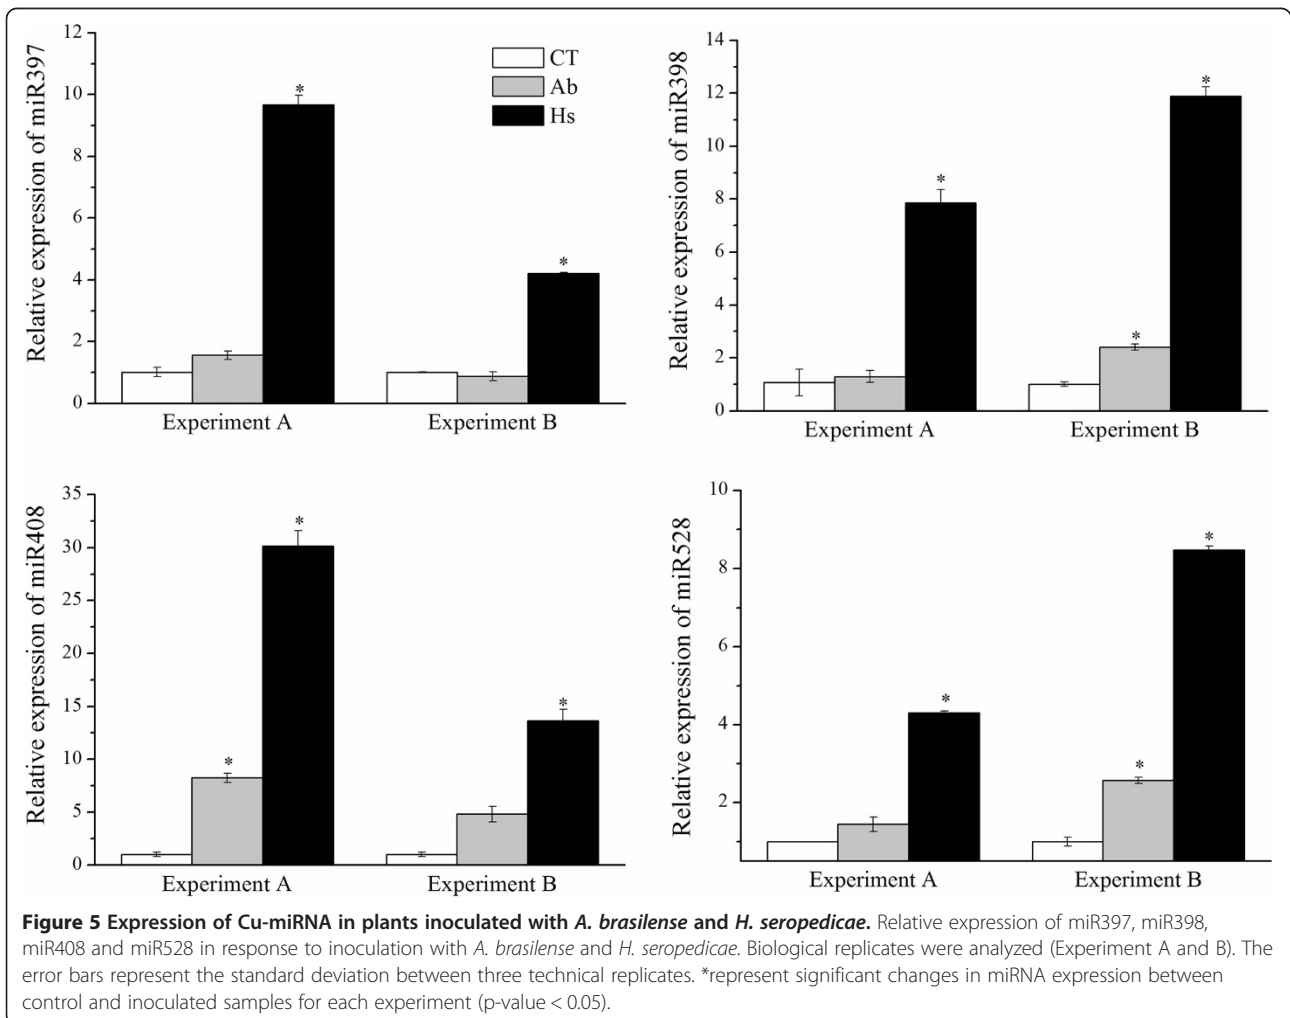 Relative expression of miR397
12
10
8
6
4
2
0
CT
Ab
Hs
*
*
Experiment A
Experiment B
Relative expression of miR398
14
12
10
8
6
4
2
0
*
*
*
Experiment A
Experiment B
Relative expression of miR408
35
30
25
20
15
10
5
0
*
*
*
Experiment A
Experiment B
Relative expression of miR528
10
8
6
4
2
*
*
*
Experiment A
Experiment B
Figure 5 Expression of Cu-miRNA in plants inoculated with A. brasilense and H. seropedicae. Relative expression of miR397, miR398,
miR408 and miR528 in response to inoculation with A. brasilense and H. seropedicae. Biological replicates were analyzed (Experiment A and B). The
error bars represent the standard deviation between three technical replicates. *represent significant changes in miRNA expression between
control and inoculated samples for each experiment (p-value < 0.05).